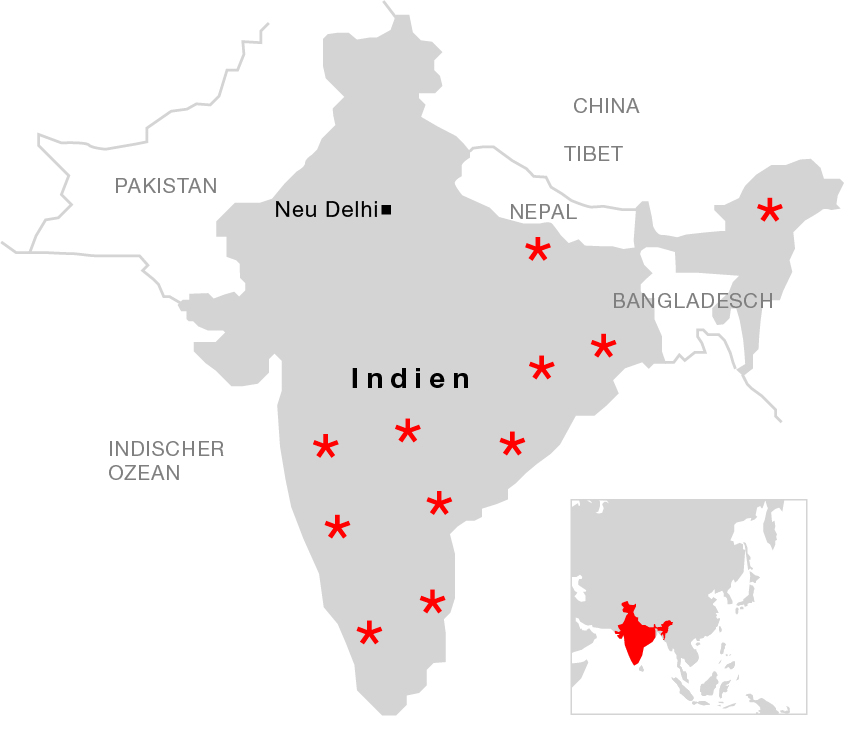 CHINA
TIBET
PAKISTAN
Neu Delhi
NEPAL
BANGLADESCH
Indien
INDISCHER
OZEAN